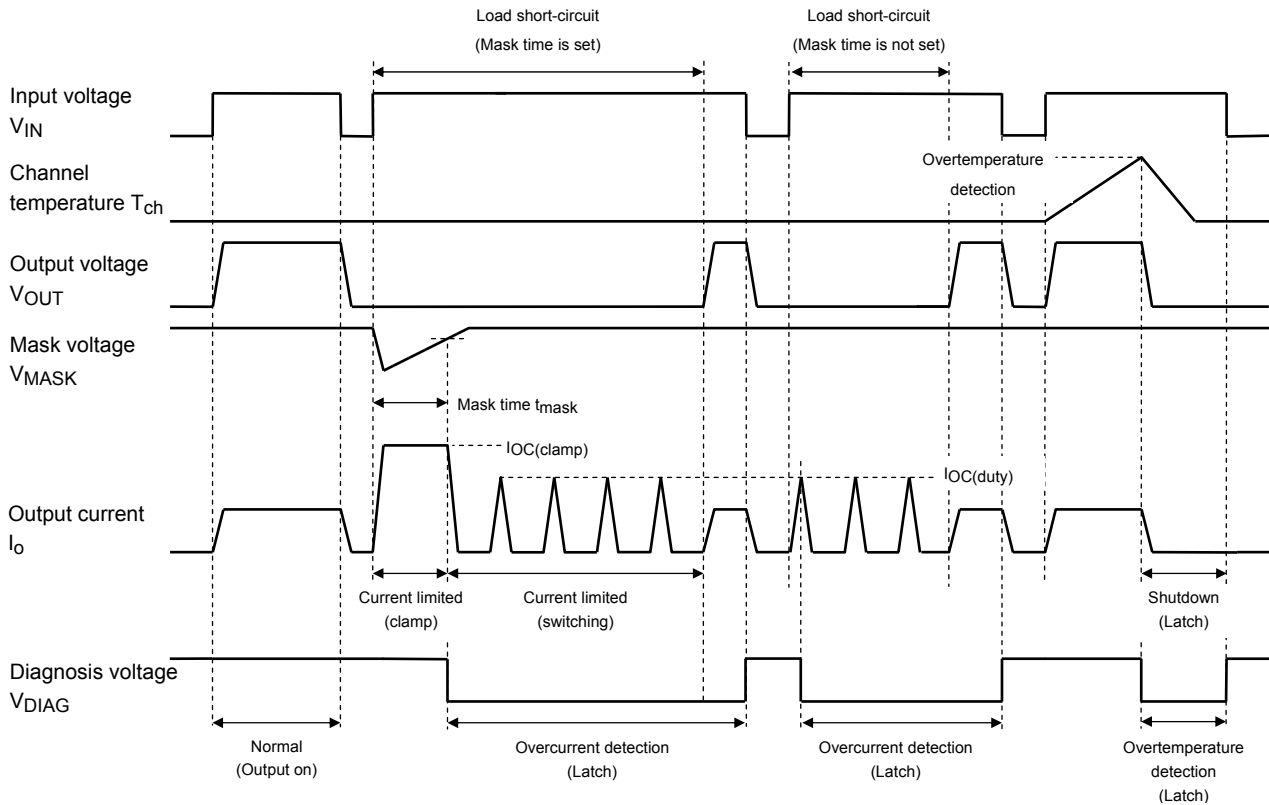 Load short-circuit
(Mask time is set)
Load short-circuit
(Mask time is not set)
Input voltage
VIN
Channel
temperature Tch
Overtemperature
detection
Output voltage
VOUT
Mask voltage
VMASK
Mask time tmask
IOC(clamp)
IOC(duty)
Output current
Io
Current limited
(clamp)
Current limited
(switching)
Shutdown
(Latch)
Diagnosis voltage
VDIAG
Normal
(Output on)
Overcurrent detection
(Latch)
Overcurrent detection
(Latch)
Overtemperature
detection
(Latch)